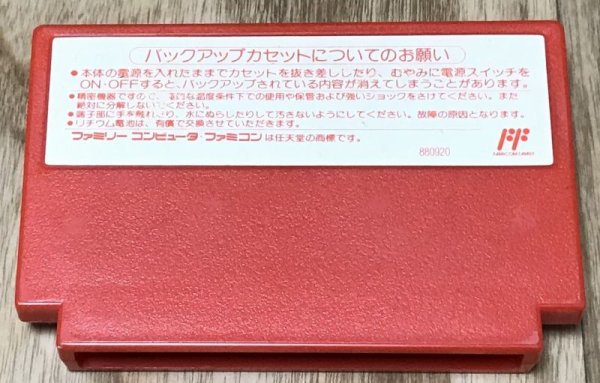 バックアップカセットについてのお願い
●本体の電源を入れたままでカセットを抜き差ししたり、むやみに電源スイッチを
ON・OFFすると、バックアップされている内容が消えてしまうことがあります。
●精密機器ですので、極端な温度条件下での使用や保管および強いショックをさけてください。また
絶対に分解しないでください。
●端子部に手を触れたり、水にぬらしたりして汚さないようにしてください。故障の原因となります。
●リチウム電池は、有償で交換させていただきます。
ファミリーコンピュータ・ファミコンは任天堂の商標です。
880920
FF